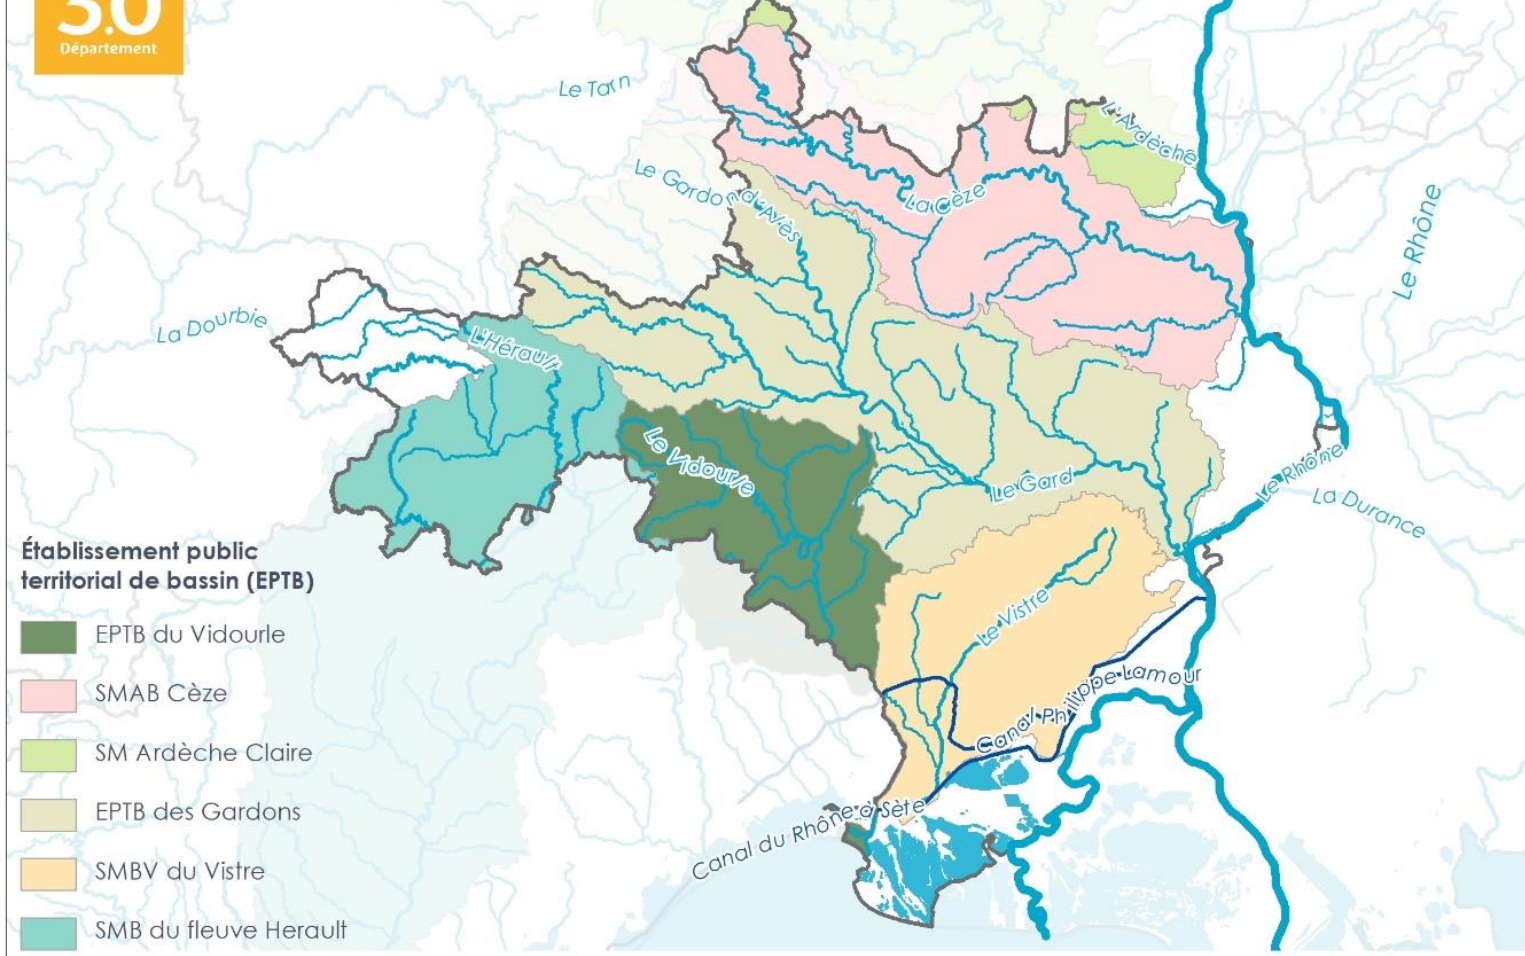 3.0
Département
Le Tarn
L'Ardèche
Le Gardon d'Alès
La Cèze
Le Rhône
La Dourbie
L'Hérault
Le Vidourle
Le Gard
Le Rhône
La Durance
Établissement public
territorial de bassin (EPTB)
EPTB du Vidourle
SMAB Cèze
SM Ardèche Claire
EPTB des Gardons
SMBV du Vistre
SMB du fleuve Herault
Le Vistre
Canal Philippe Lamour
Canal du Rhône à Sète